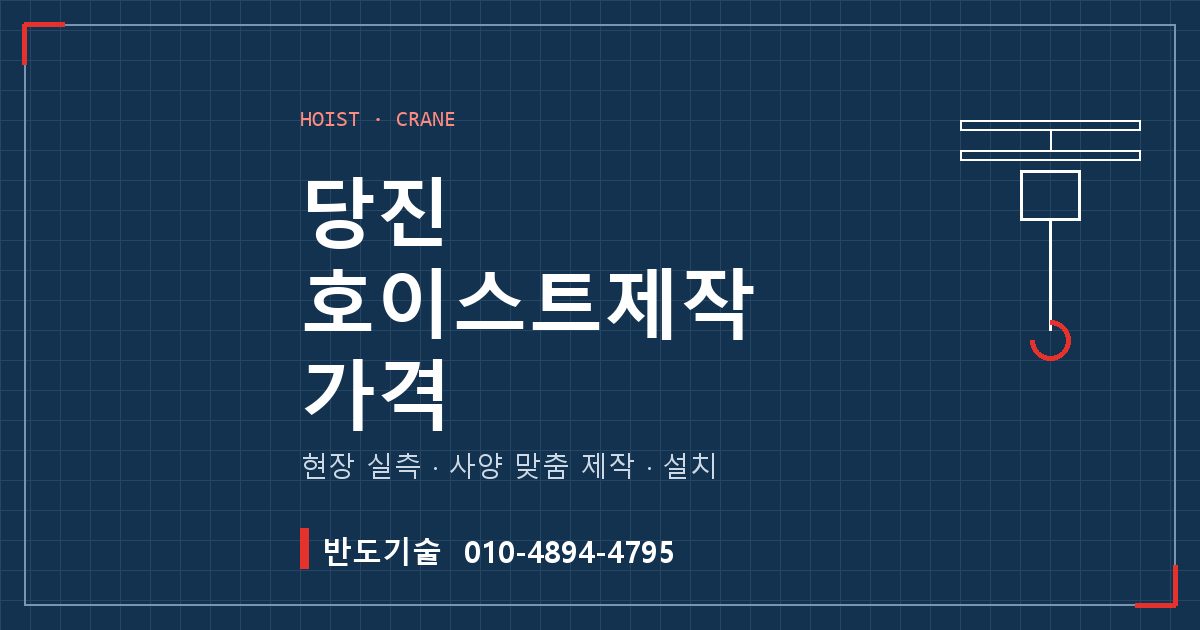 HOIST · CRANE
당진
호이스트제작
가격
현장 실측 · 사양 맞춤 제작 · 설치
반도기술 010-4894-4795